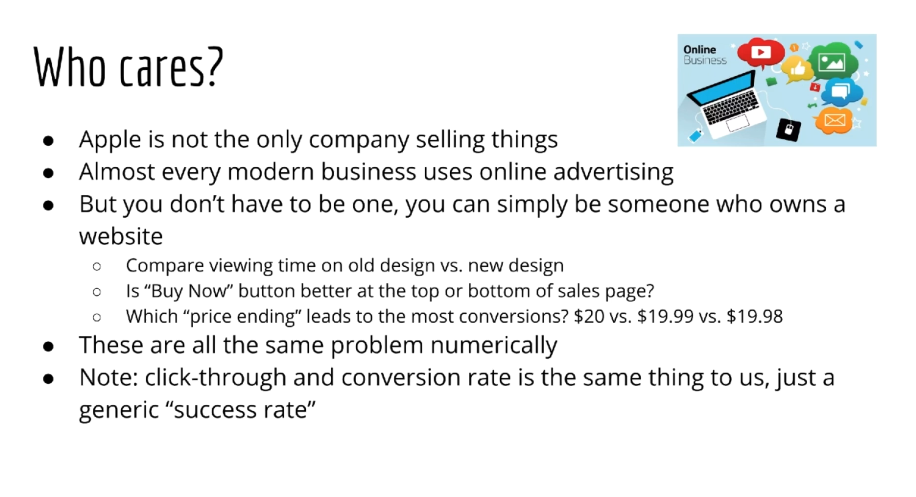 Who cares?
Online
Business
● Apple is not the only company selling things
● Almost every modern business uses online advertising
● But you don’t have to be one, you can simply be someone who owns a
website
○ Compare viewing time on old design vs. new design
○ Is “Buy Now” button better at the top or bottom of sales page?
○ Which “price ending” leads to the most conversions? $20 vs. $19.99 vs. $19.98
● These are all the same problem numerically
● Note: click-through and conversion rate is the same thing to us, just a
generic “success rate”